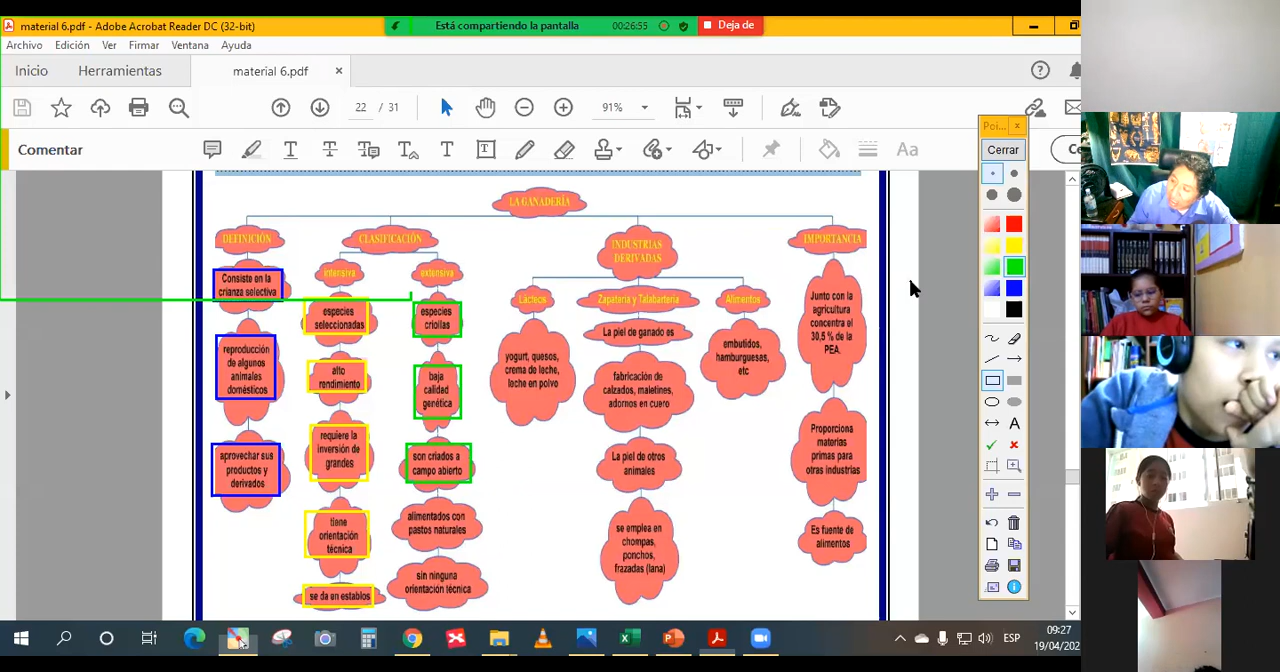 material 6.pdf - Adobe Acrobat Reader DC (32-bit)
Está compartiendo la pantalla
00:26:55
Deja de
Archivo Edición Ver Firmar Ventana Ayuda
Inicio Herramientas material 6.pdf ×
22 / 31
91%
Comentar
Cerrar
LA GANADERÍA
DEFINICIÓN
Consiste en la
crianza selectiva
reproducción
de algunos
animales
domésticos
aprovechar sus
productos y
derivados
CLASIFICACIÓN
intensiva
especies
seleccionadas
alto
rendimiento
requiere la
inversión de
grandes
tiene
orientación
técnica
se da en establos
extensiva
especies
criollas
baja
calidad
genética
son criados a
campo abierto
alimentados con
pastos naturales
sin ninguna
orientación técnica
INDUSTRIAS
DERIVADAS
Lácteos
yogurt, quesos,
crema de leche,
leche en polvo
Zapatería y Talabartería
La piel de ganado es
fabricación de
calzados, maletines,
adornos en cuero
La piel de otros
animales
se emplea en
chompas,
ponchos,
frazadas (lana)
Alimentos
embutidos,
hamburguesas,
etc
IMPORTANCIA
Junto con la
agricultura
concentra el
30,5 % de la
PEA.
Proporciona
materias
primas para
otras industrias
Es fuente de
alimentos
ESP
09:27